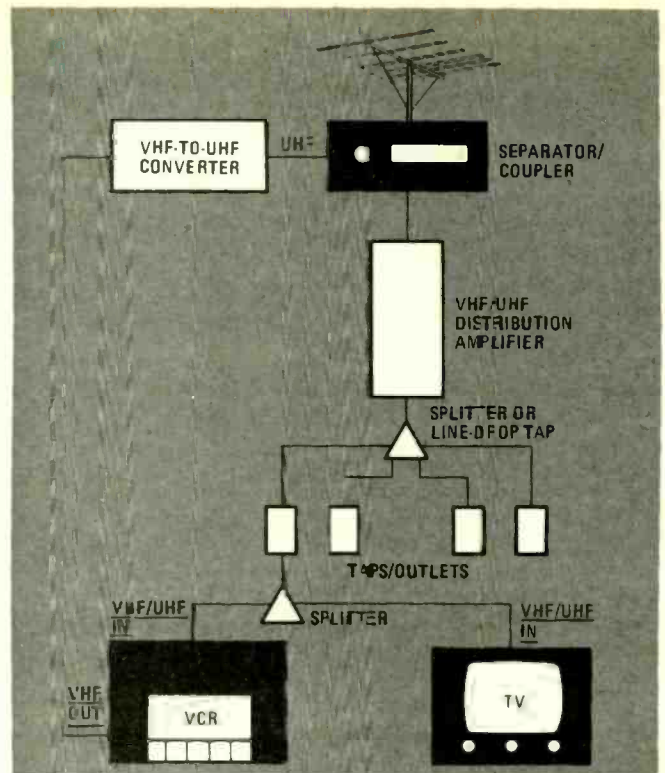 VHF-TO-UHF
CONVERTER
UHF
SEPARATOR/
COUPLER
VHF/UHF
DISTRIBUTION
AMPLIFIER
SPLITTER OR
LINE-DROP TAP
TAPS/OUTLETS
VHF/UHF
IN
SPLITTER
VHF/UHF
IN
VHF
OUT
VCR
TV